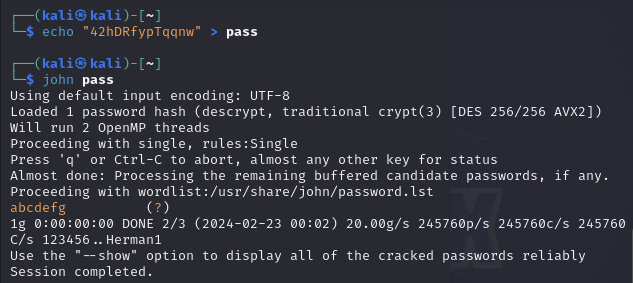 ┌──(kali㉿kali)-[~]
└─$ echo "42hDRfypTqqnw" > pass
┌──(kali㉿kali)-[~]
└─$ john pass
Using default input encoding: UTF-8
Loaded 1 password hash (descrypt, traditional crypt(3) [DES 256/256 AVX2])
Will run 2 OpenMP threads
Proceeding with single, rules:Single
Press 'q' or Ctrl-C to abort, almost any other key for status
Almost done: Processing the remaining buffered candidate passwords, if any.
Proceeding with wordlist:/usr/share/john/password.lst
abcdefg          (?)
1g 0:00:00:00 DONE 2/3 (2024-02-23 00:02) 20.00g/s 245760p/s 245760c/s 245760
C/s 123456..Herman1
Use the "--show" option to display all of the cracked passwords reliably
Session completed.